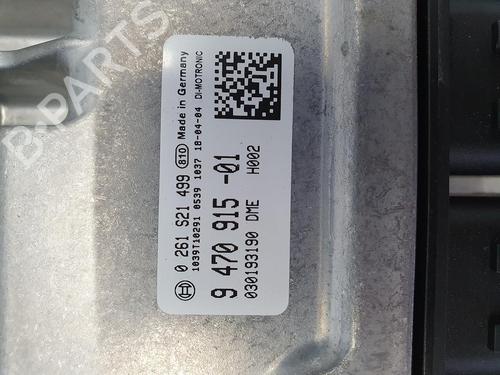 B-PARTS
0 261 S21 499 810 Made in Germany
1039T10291 0539 1037 18-04-04 DI-MOTRONIC
9 470 915 -01
030193190 DME H002